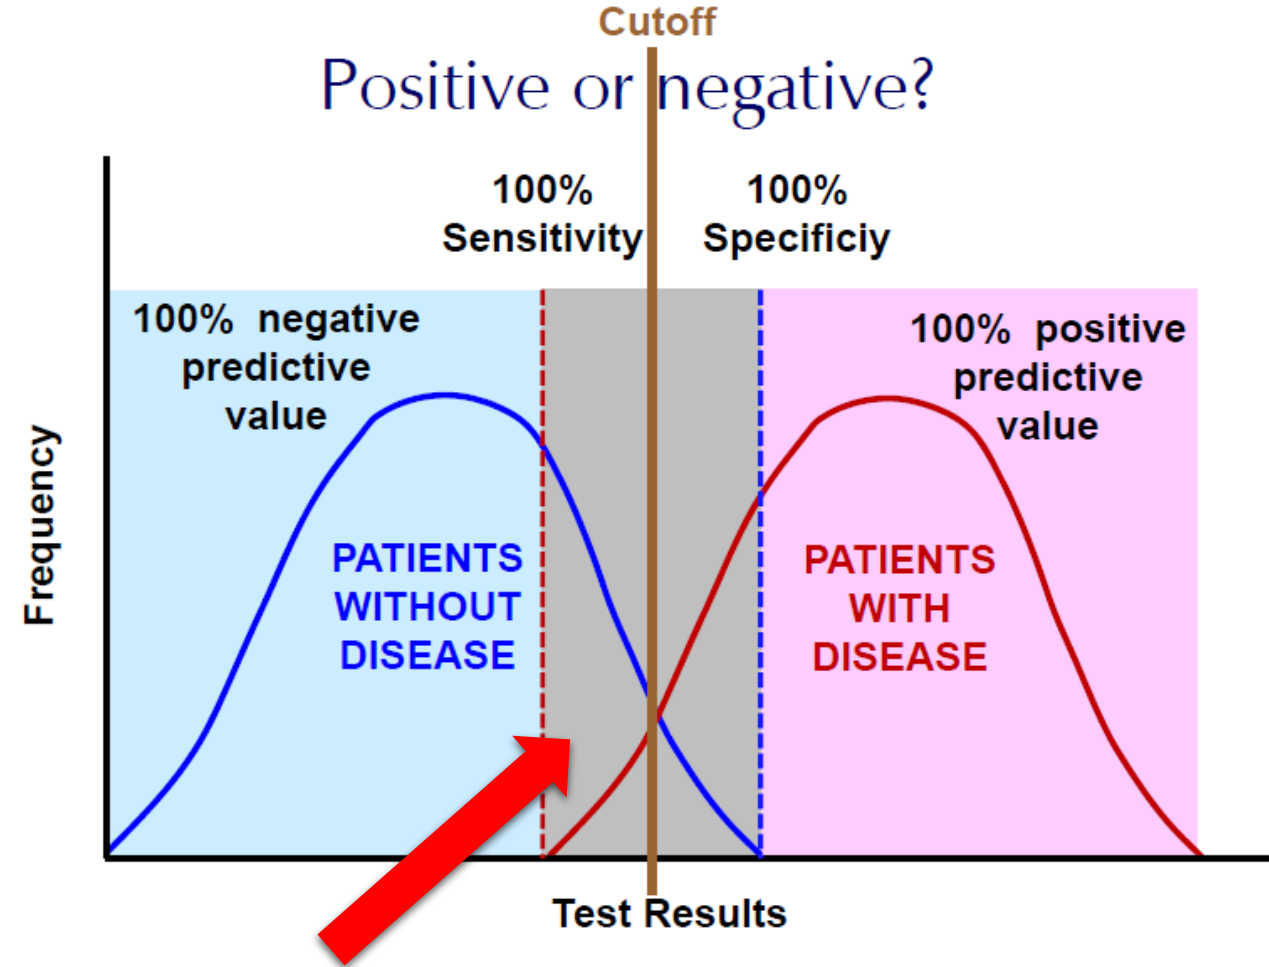 Cutoff
Positive or negative?
100%
Sensitivity
100%
Specificiy
100% negative
predictive
value
100% positive
predictive
value
Frequency
PATIENTS
WITHOUT
DISEASE
PATIENTS
WITH
DISEASE
Test Results